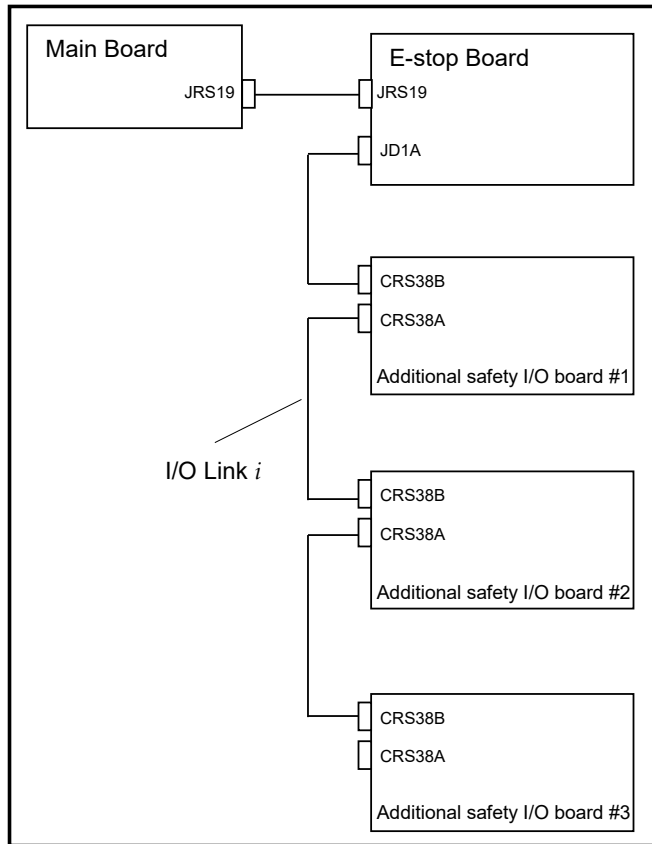 Main Board
JRS19
E-stop Board
JRS19
JD1A
CRS38B
CRS38A
Additional safety I/O board #1
I/O Link i
CRS38B
CRS38A
Additional safety I/O board #2
CRS38B
CRS38A
Additional safety I/O board #3